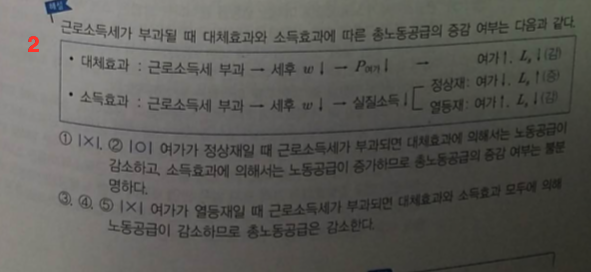 해설
2
근로소득세가 부과될 때 대체효과와 소득효과에 따른 총노동공급의 증감 여부는 다음과 같다.
• 대체효과 : 근로소득세 부과 → 세후 w↓ → P여가↓ → 여가↑, Ls↓(감)
• 소득효과 : 근로소득세 부과 → 세후 w↓ → 실질소득↓ [ 정상재: 여가↓, Ls↑(증)
열등재: 여가↑, Ls↓(감)
① |×|, ② |○| 여가가 정상재일 때 근로소득세가 부과되면 대체효과에 의해서는 노동공급이
감소하고, 소득효과에 의해서는 노동공급이 증가하므로 총노동공급의 증감 여부는 불분
명하다.
③, ④, ⑤ |×| 여가가 열등재일 때 근로소득세가 부과되면 대체효과와 소득효과 모두에 의해
노동공급이 감소하므로 총노동공급은 감소한다.